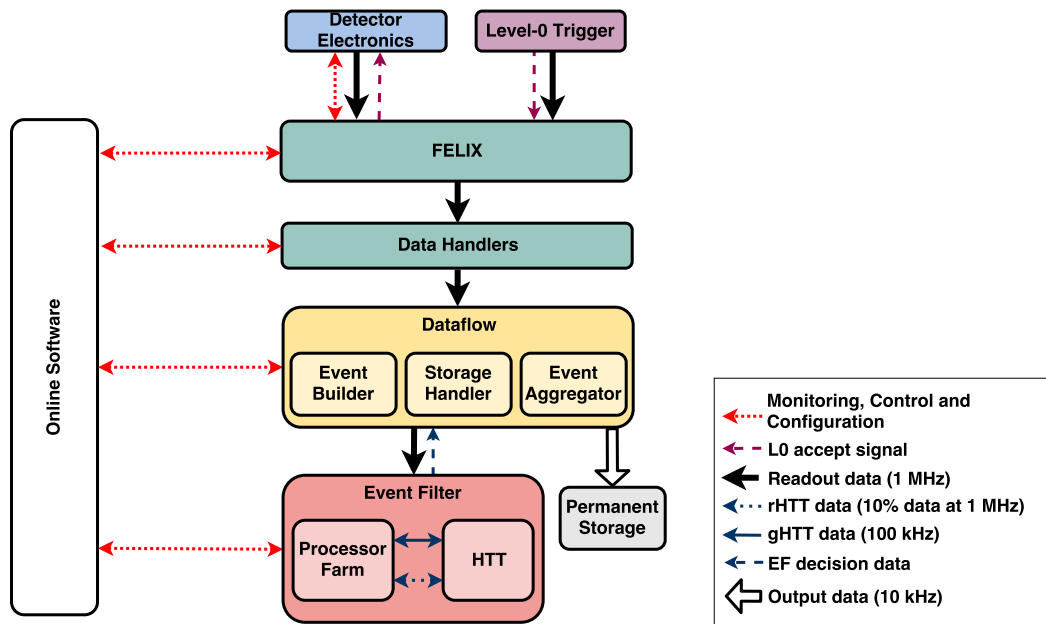 Detector
Electronics
Level-0 Trigger
FELIX
Data Handlers
Online Software
Dataflow
Event
Builder
Storage
Handler
Event
Aggregator
Event Filter
Processor
Farm
HTT
Permanent
Storage
Monitoring, Control and
Configuration
L0 accept signal
Readout data (1 MHz)
rHTT data (10% data at 1 MHz)
gHTT data (100 kHz)
EF decision data
Output data (10 kHz)